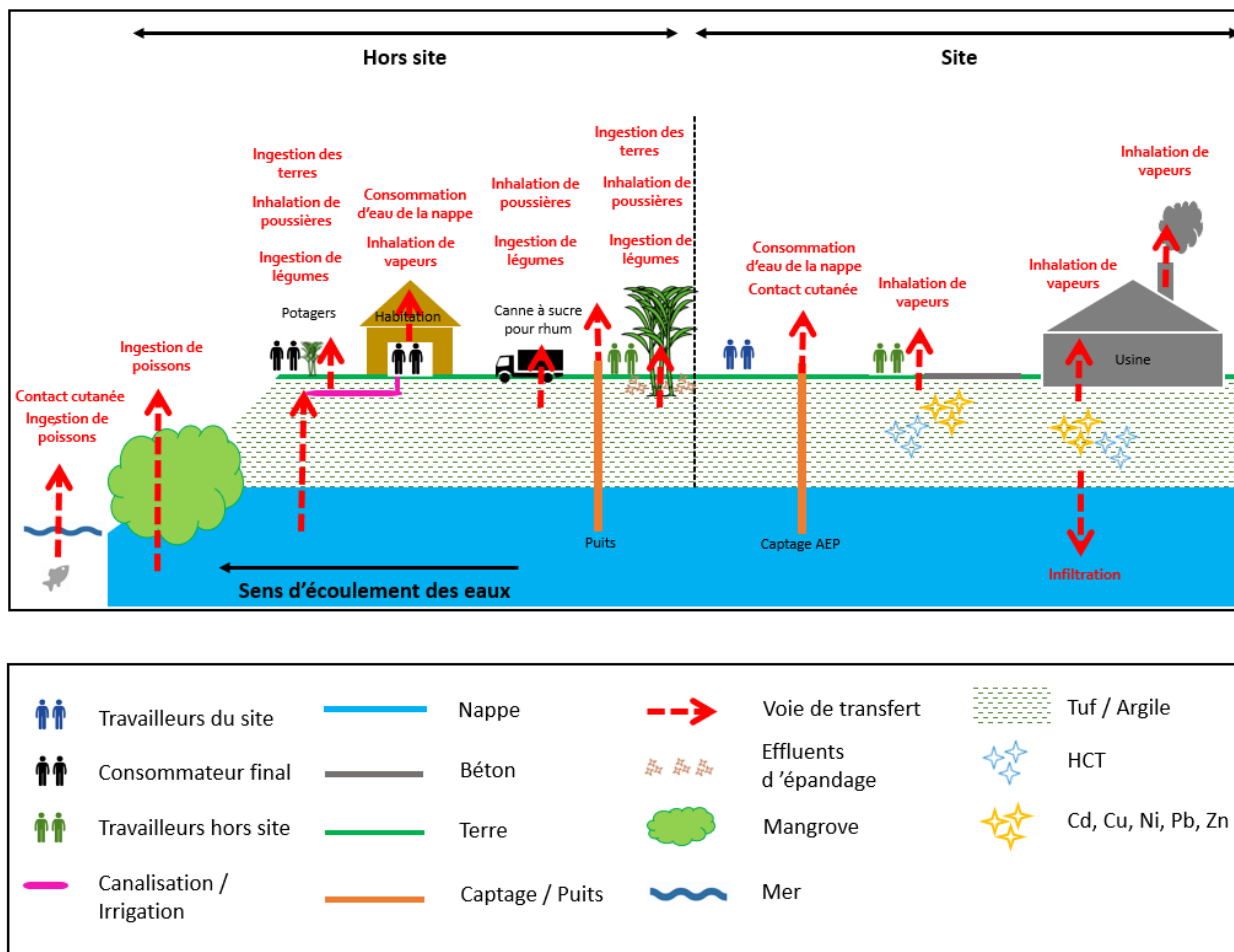 Hors site
Site
Ingestion des
terres
Inhalation de
poussières
Ingestion de
légumes
Potagers
Consommation
d'eau de la nappe
Inhalation de
vapeurs
Habitation
Inhalation de
poussières
Ingestion de
légumes
Canne à sucre
pour rhum
Ingestion des
terres
Inhalation de
poussières
Ingestion de
légumes
Consommation
d'eau de la nappe
Contact cutanée
Inhalation de
vapeurs
Inhalation de
vapeurs
Inhalation de
vapeurs
Usine
Ingestion de
poissons
Contact cutanée
Ingestion de
poissons
Puits
Captage AEP
Infiltration
Sens d'écoulement des eaux
Travailleurs du site
Consommateur final
Travailleurs hors site
Canalisation /
Irrigation
Nappe
Béton
Terre
Captage / Puits
Voie de transfert
Effluents
d 'épandage
Mangrove
Mer
Tuf / Argile
HCT
Cd, Cu, Ni, Pb, Zn